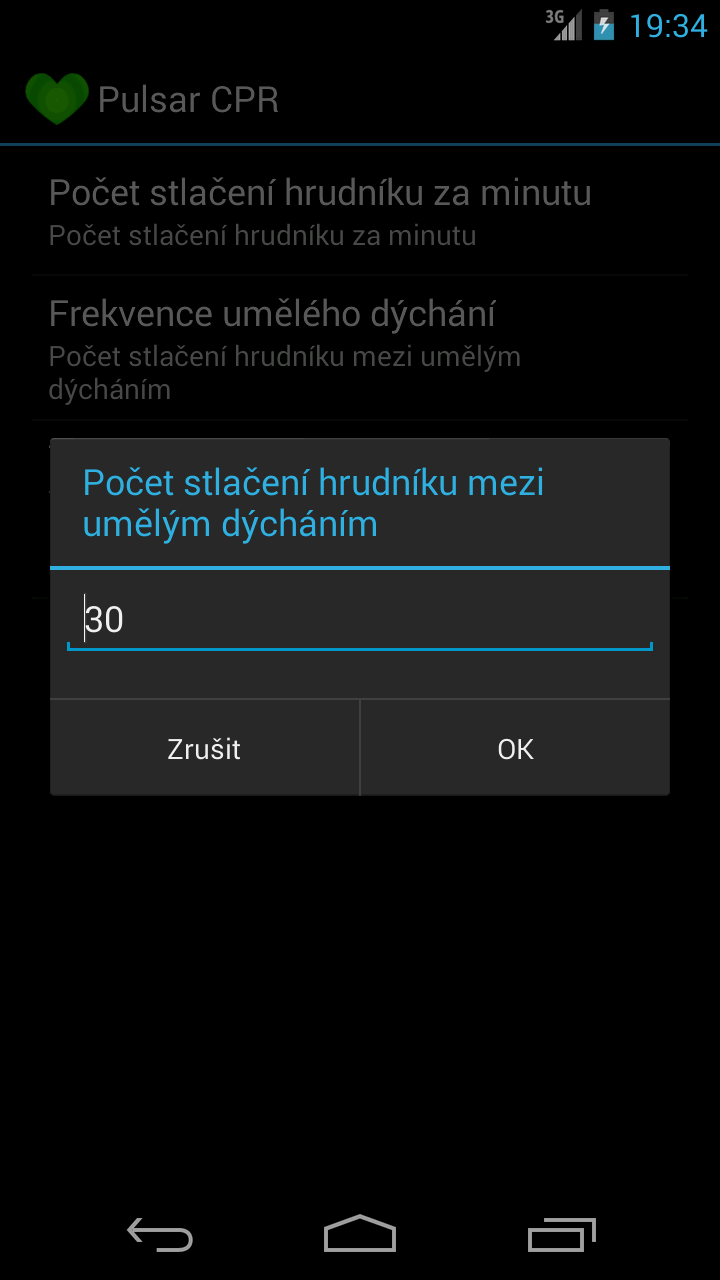 3G 19:34
Pulsar CPR
Počet stlačení hrudníku za minutu
Počet stlačení hrudníku za minutu
Frekvence umělého dýchání
Počet stlačení hrudníku mezi umělým
dýcháním
Počet stlačení hrudníku mezi
umělým dýcháním
30
Zrušit OK